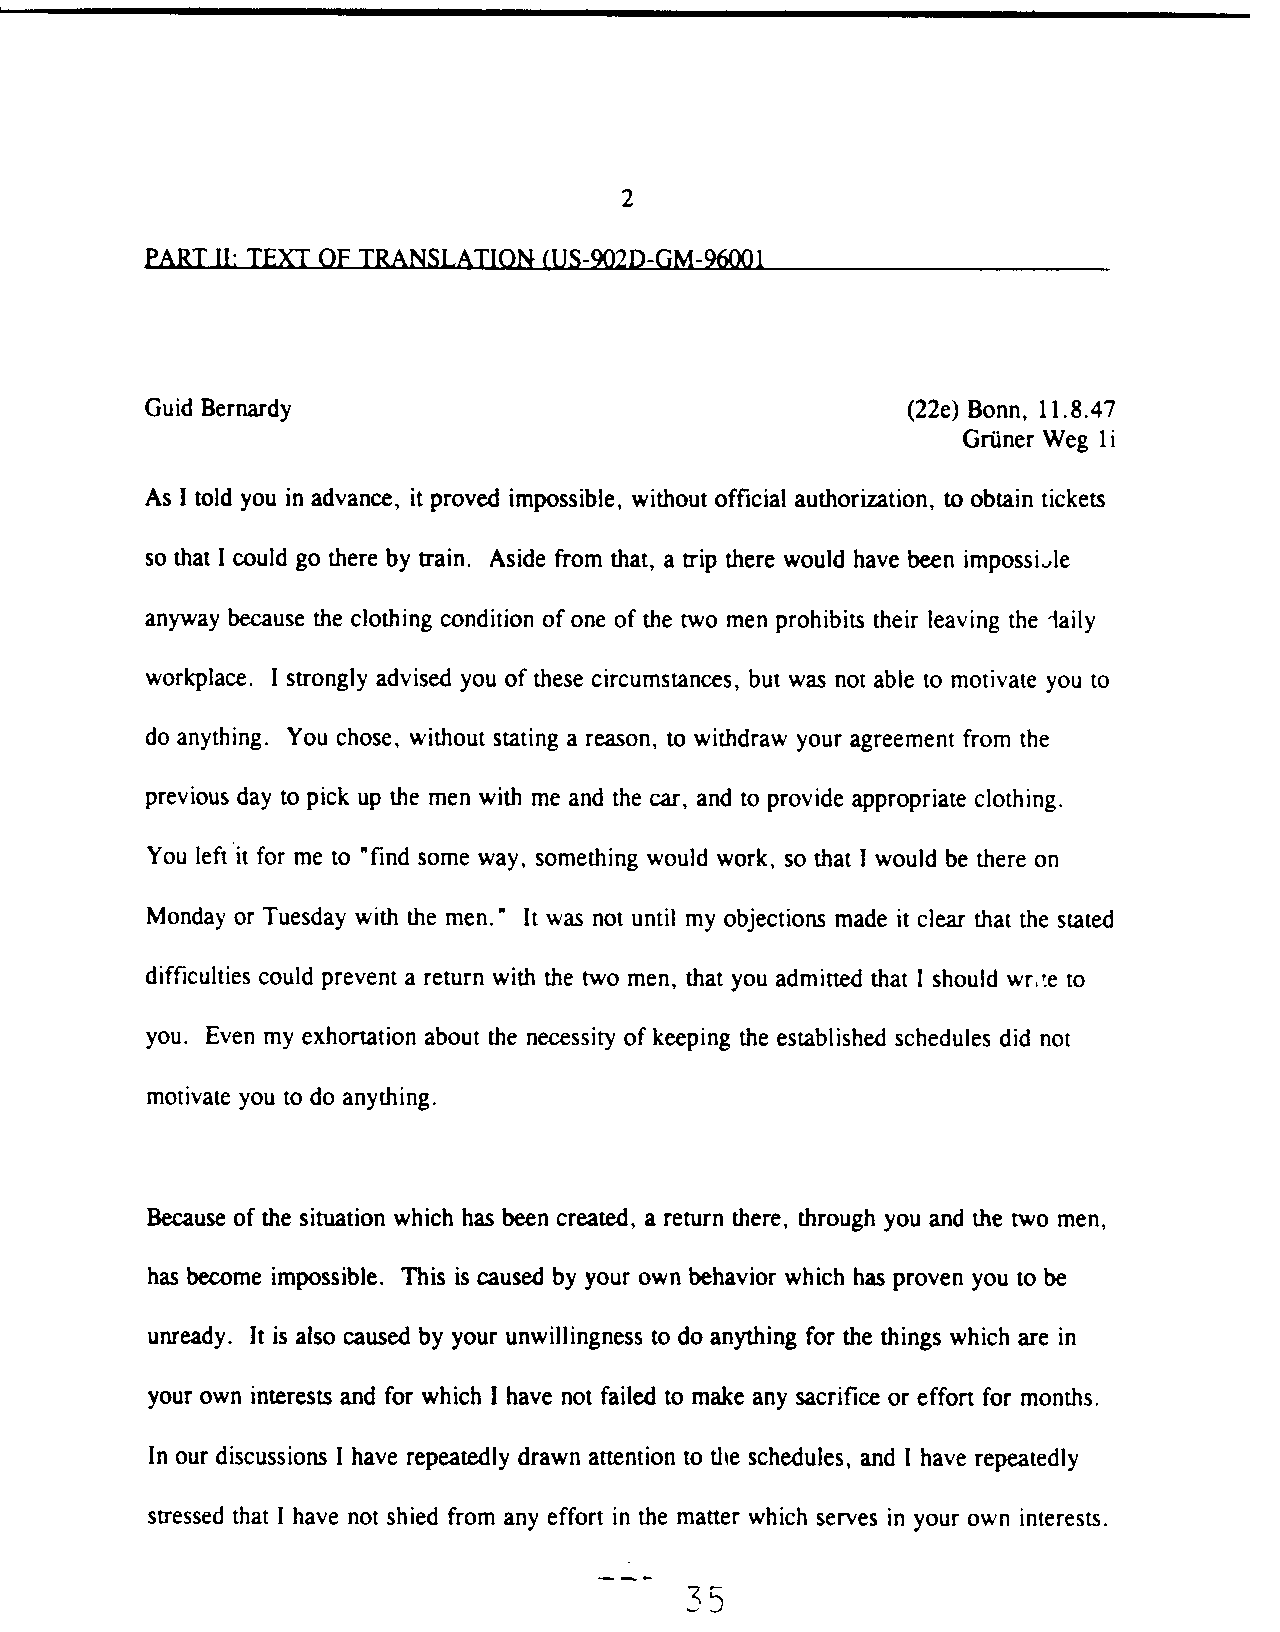 2
PART II: TEXT OF TRANSLATION (US-902D-GM-96001
Guid Bernardy (22e) Bonn, 11.8.47
Grüner Weg 1i
As I told you in advance, it proved impossible, without official authorization, to obtain tickets
so that I could go there by train. Aside from that, a trip there would have been impossible
anyway because the clothing condition of one of the two men prohibits their leaving the daily
workplace. I strongly advised you of these circumstances, but was not able to motivate you to
do anything. You chose, without stating a reason, to withdraw your agreement from the
previous day to pick up the men with me and the car, and to provide appropriate clothing.
You left it for me to "find some way, something would work, so that I would be there on
Monday or Tuesday with the men." It was not until my objections made it clear that the stated
difficulties could prevent a return with the two men, that you admitted that I should write to
you. Even my exhortation about the necessity of keeping the established schedules did not
motivate you to do anything.
Because of the situation which has been created, a return there, through you and the two men,
has become impossible. This is caused by your own behavior which has proven you to be
unready. It is also caused by your unwillingness to do anything for the things which are in
your own interests and for which I have not failed to make any sacrifice or effort for months.
In our discussions I have repeatedly drawn attention to the schedules, and I have repeatedly
stressed that I have not shied from any effort in the matter which serves in your own interests.
35